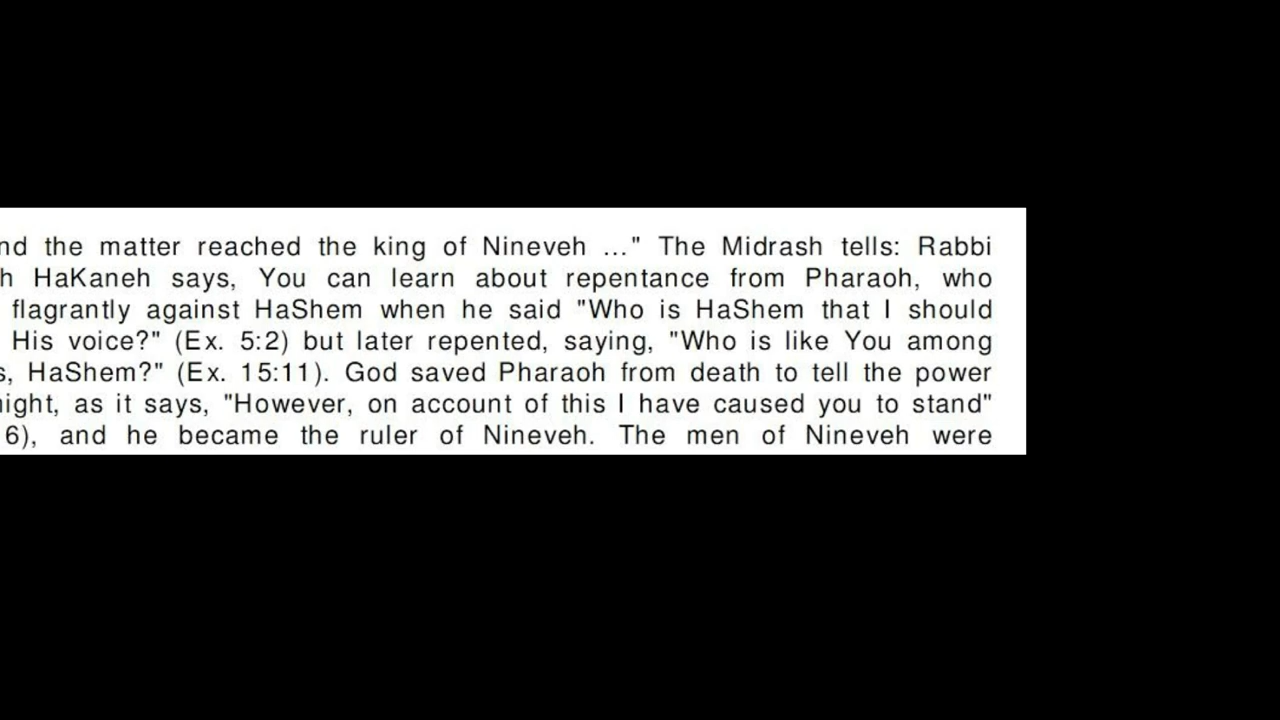 nd the matter reached the king of Nineveh ..." The Midrash tells: Rabbi
h HaKaneh says, You can learn about repentance from Pharaoh, who
flagrantly against HaShem when he said "Who is HaShem that I should
His voice?" (Ex. 5:2) but later repented, saying, "Who is like You among
s, HaShem?" (Ex. 15:11). God saved Pharaoh from death to tell the power
night, as it says, "However, on account of this I have caused you to stand"
6), and he became the ruler of Nineveh. The men of Nineveh were